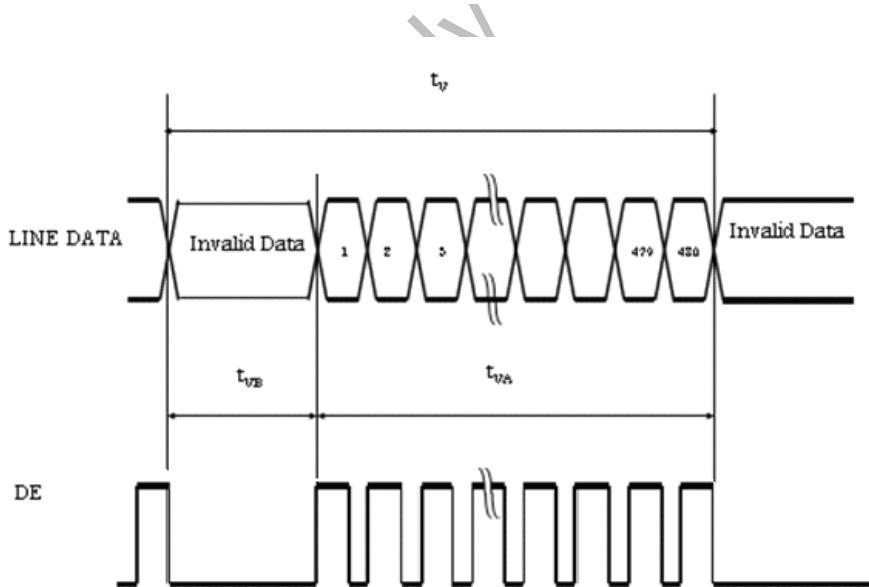 tV
LINE DATA
Invalid Data
1
2
3
479
480
Invalid Data
tVB
tVA
DE